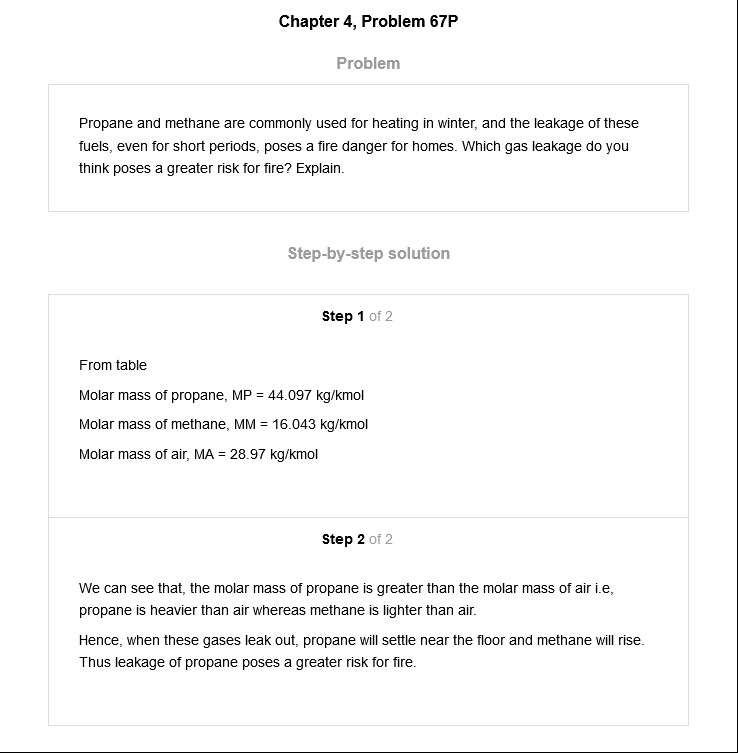 Chapter 4, Problem 67P
Problem
Propane and methane are commonly used for heating in winter, and the leakage of these
fuels, even for short periods, poses a fire danger for homes. Which gas leakage do you
think poses a greater risk for fire? Explain.
Step-by-step solution
Step 1 of 2
From table
Molar mass of propane, MP = 44.097 kg/kmol
Molar mass of methane, MM = 16.043 kg/kmol
Molar mass of air, MA = 28.97 kg/kmol
Step 2 of 2
We can see that, the molar mass of propane is greater than the molar mass of air i.e,
propane is heavier than air whereas methane is lighter than air.
Hence, when these gases leak out, propane will settle near the floor and methane will rise.
Thus leakage of propane poses a greater risk for fire.